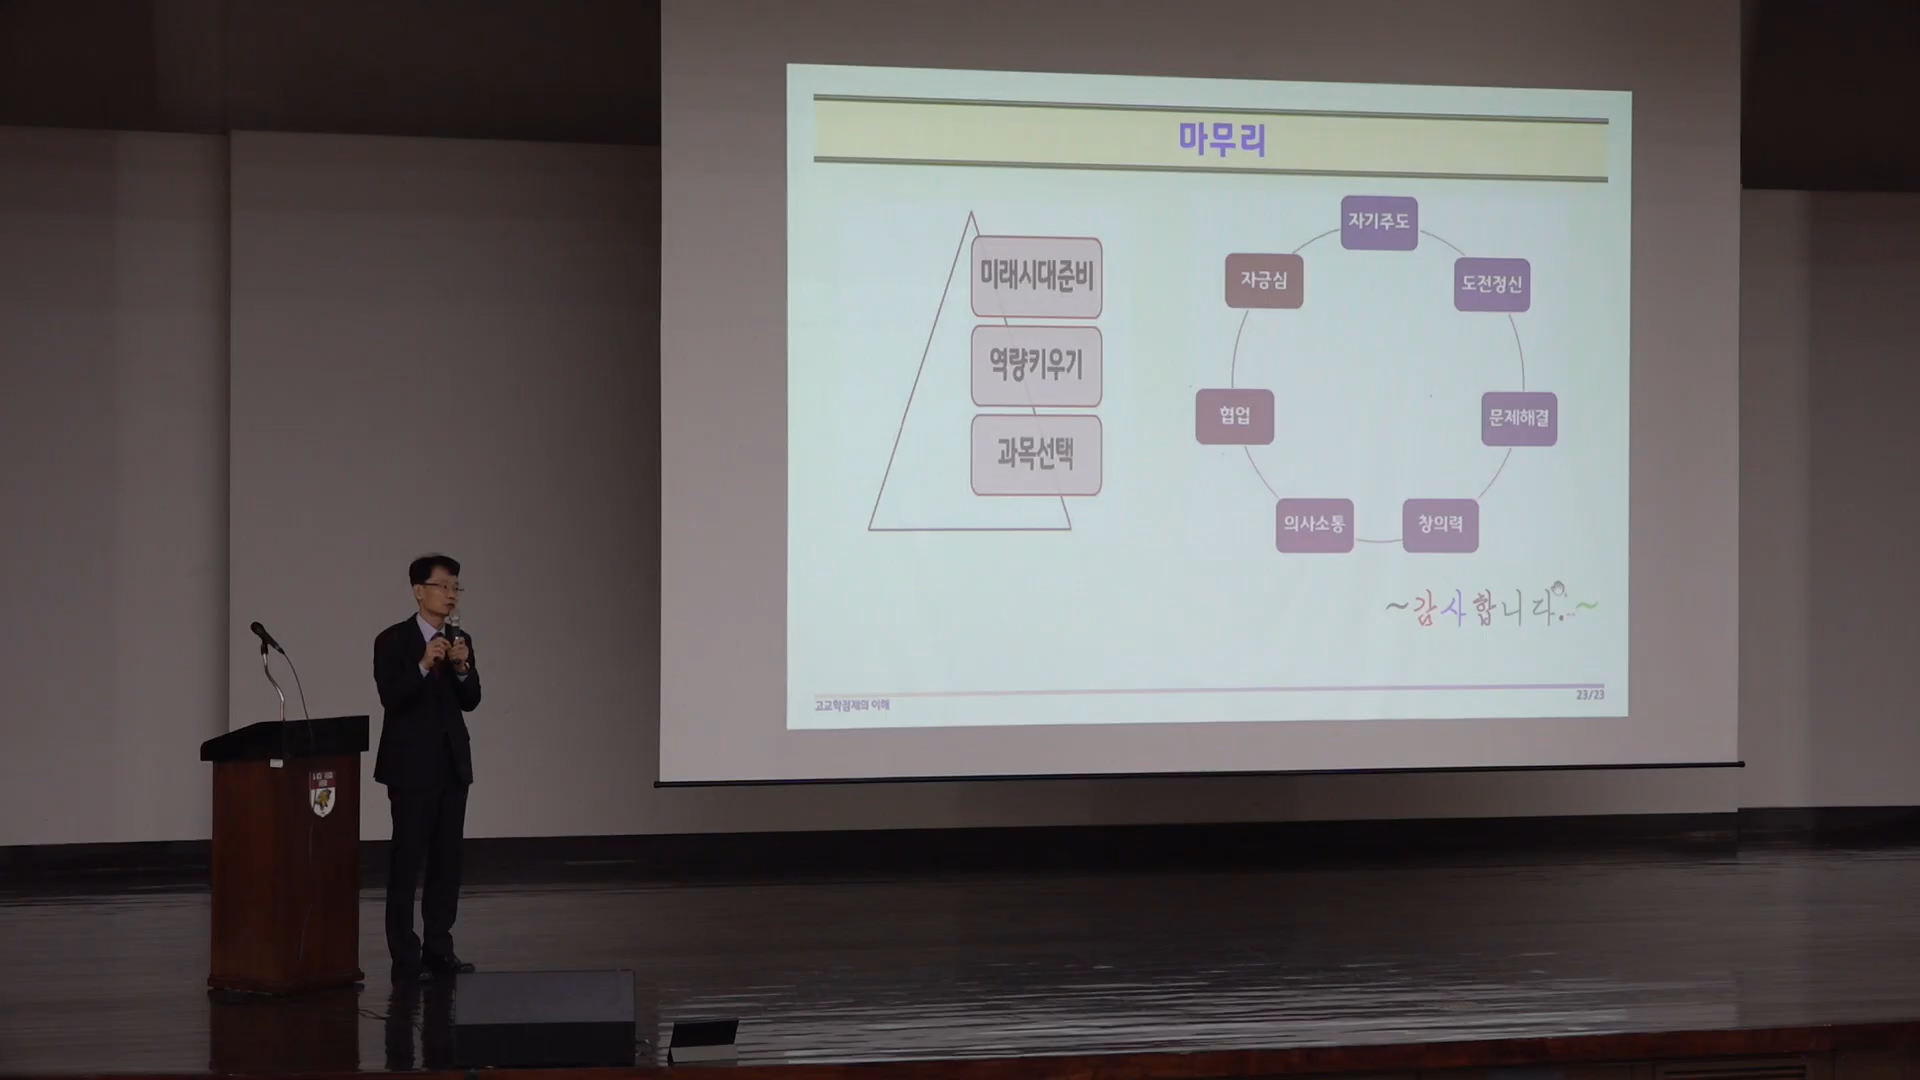 마무리
미래시대준비
역량키우기
과목선택
자기주도
도전정신
문제해결
창의력
의사소통
협업
자긍심
~감사합니다...~
고교학점제의 이해
23/23